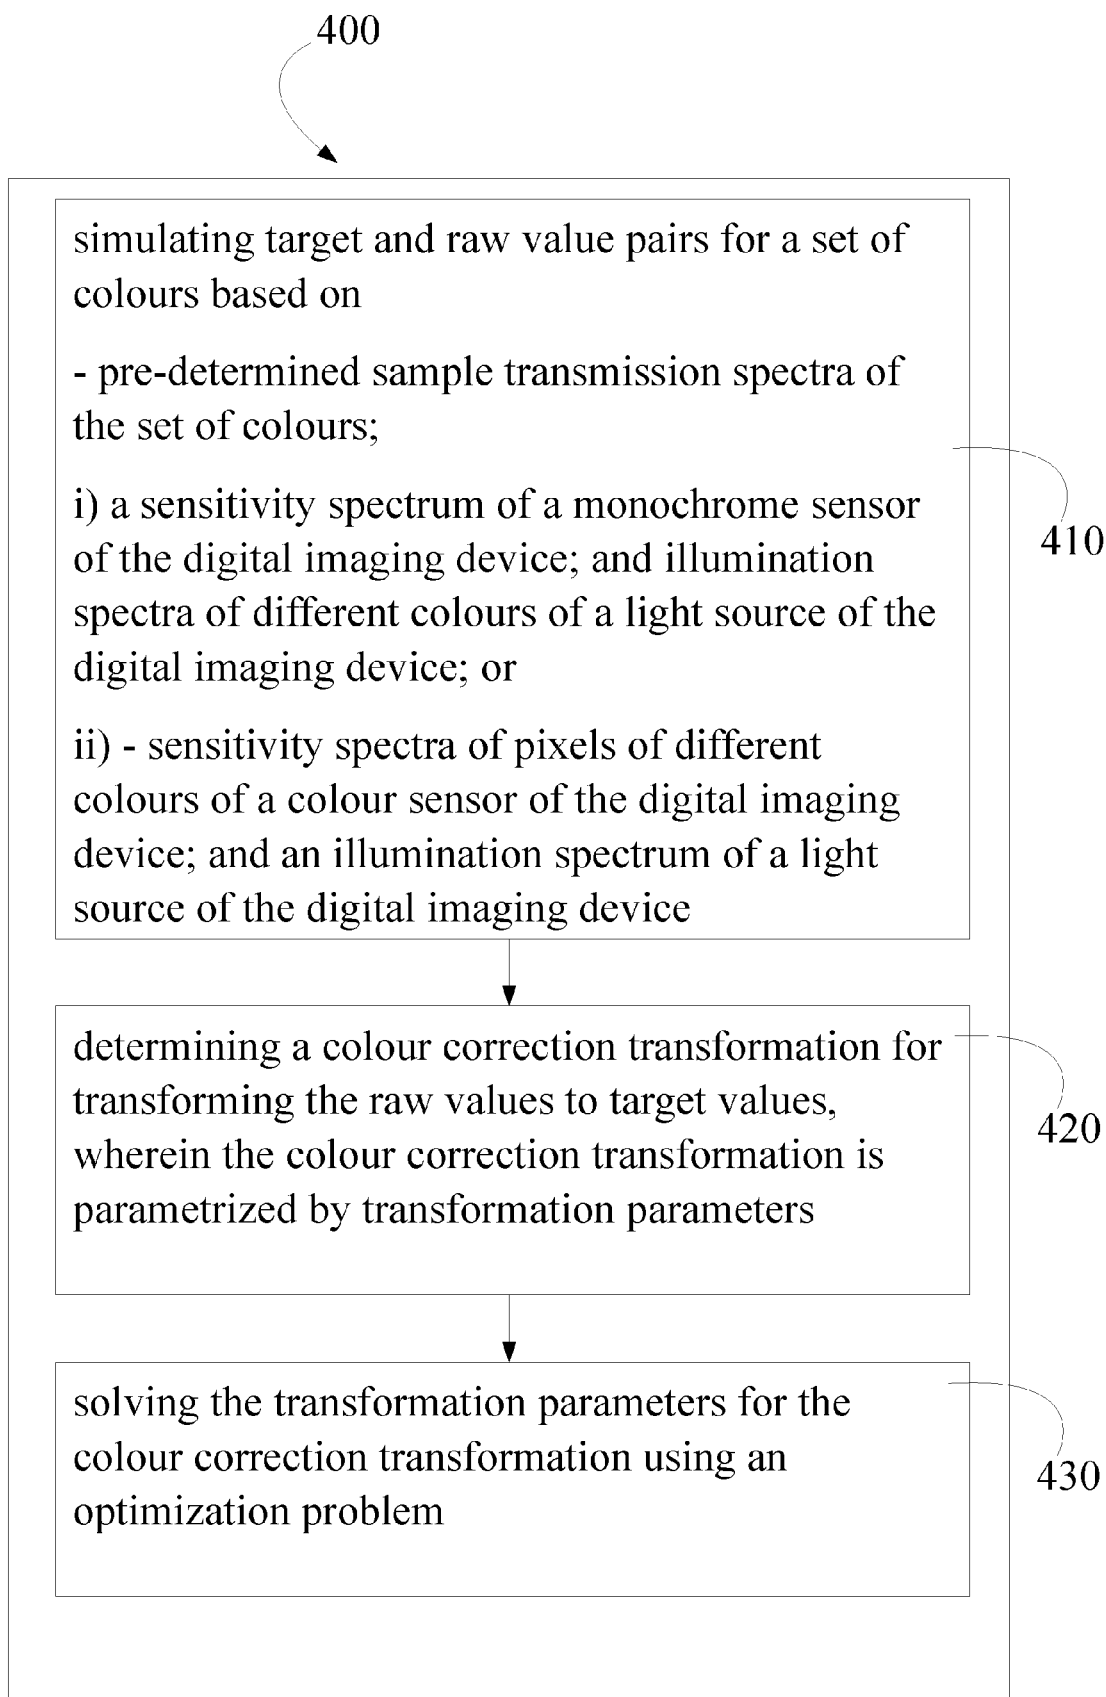 400
simulating target and raw value pairs for a set of
colours based on
- pre-determined sample transmission spectra of
the set of colours;
i) a sensitivity spectrum of a monochrome sensor
of the digital imaging device; and illumination
spectra of different colours of a light source of the
digital imaging device; or
ii) - sensitivity spectra of pixels of different
colours of a colour sensor of the digital imaging
device; and an illumination spectrum of a light
source of the digital imaging device
410
determining a colour correction transformation for
transforming the raw values to target values,
wherein the colour correction transformation is
parametrized by transformation parameters
420
solving the transformation parameters for the
colour correction transformation using an
optimization problem
430